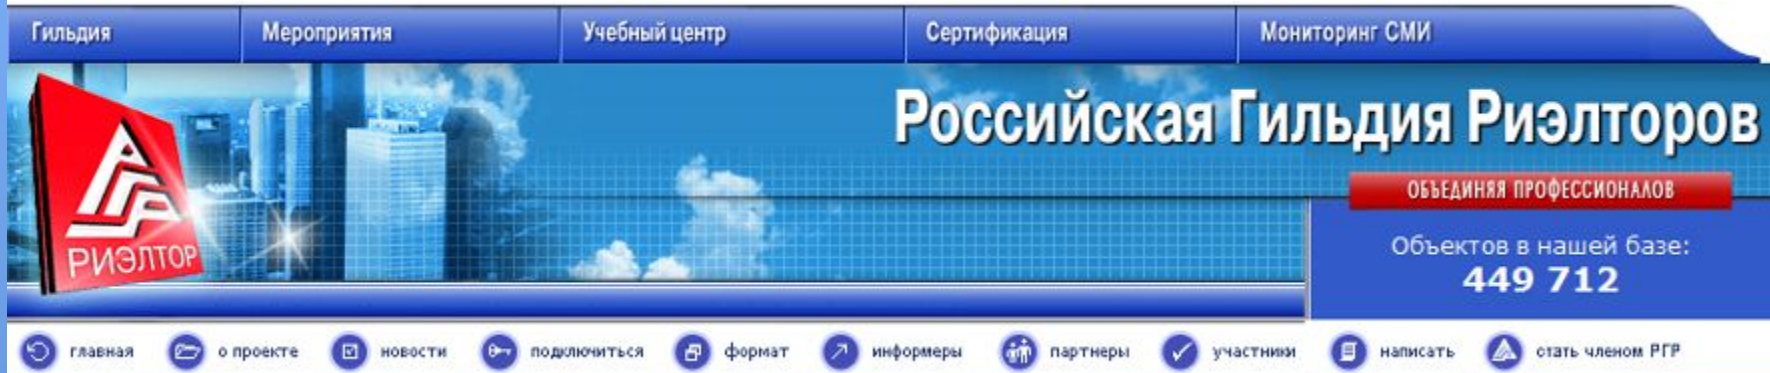 Гильдия Мероприятия Учебный центр Сертификация Мониторинг СМИ
Российская Гильдия Риэлторов
ОБЪЕДИНЯЯ ПРОФЕССИОНАЛОВ
РИЭЛТОР
Объектов в нашей базе:
449 712
главная о проекте новости подключиться формат информеры партнеры участники написать стать членом РГР